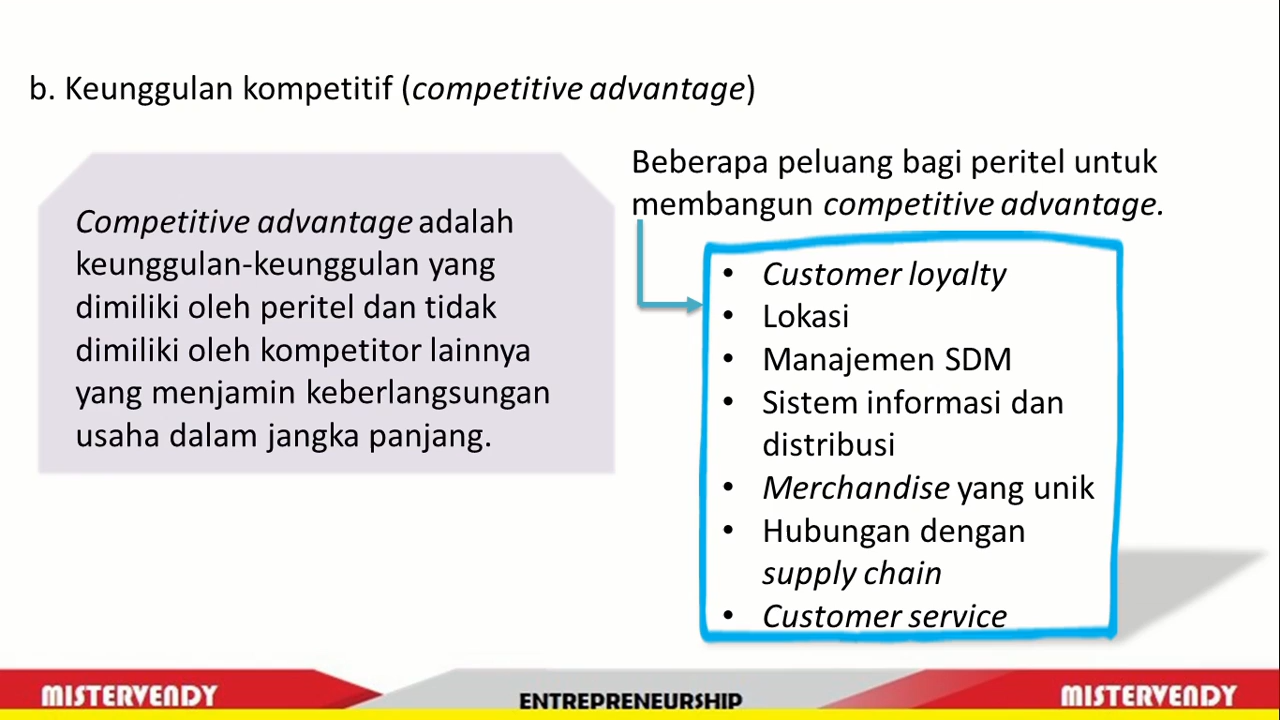 b. Keunggulan kompetitif (competitive advantage)
Competitive advantage adalah
keunggulan-keunggulan yang
dimiliki oleh peritel dan tidak
dimiliki oleh kompetitor lainnya
yang menjamin keberlangsungan
usaha dalam jangka panjang.
Beberapa peluang bagi peritel untuk
membangun competitive advantage.
• Customer loyalty
• Lokasi
• Manajemen SDM
• Sistem informasi dan
distribusi
• Merchandise yang unik
• Hubungan dengan
supply chain
• Customer service
MISTERVENDY
ENTREPRENEURSHIP
MISTERVENDY